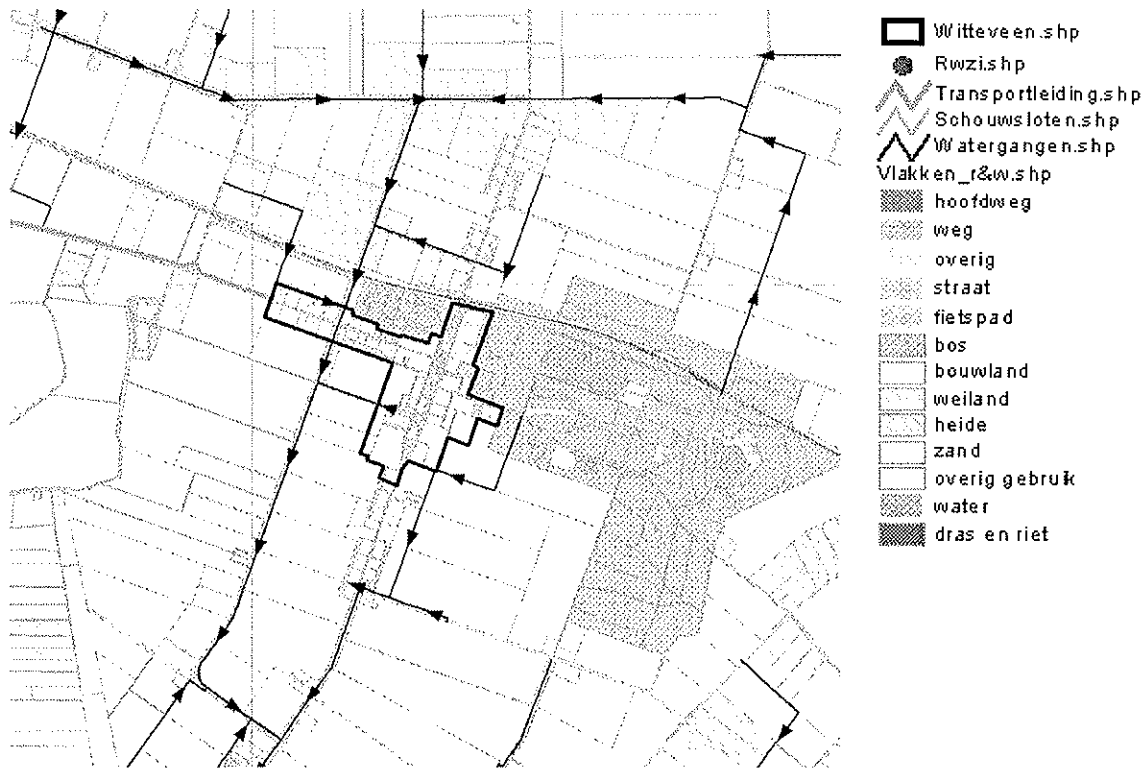 Witteveen.shp
Rwzi.shp
Transportleiding.shp
Schouwsloten.shp
Watergangen.shp
Vlakken_r&w.shp
hoofdweg
weg
overig
straat
fietspad
bos
bouwland
weiland
heide
zand
overig gebruik
water
dras en riet